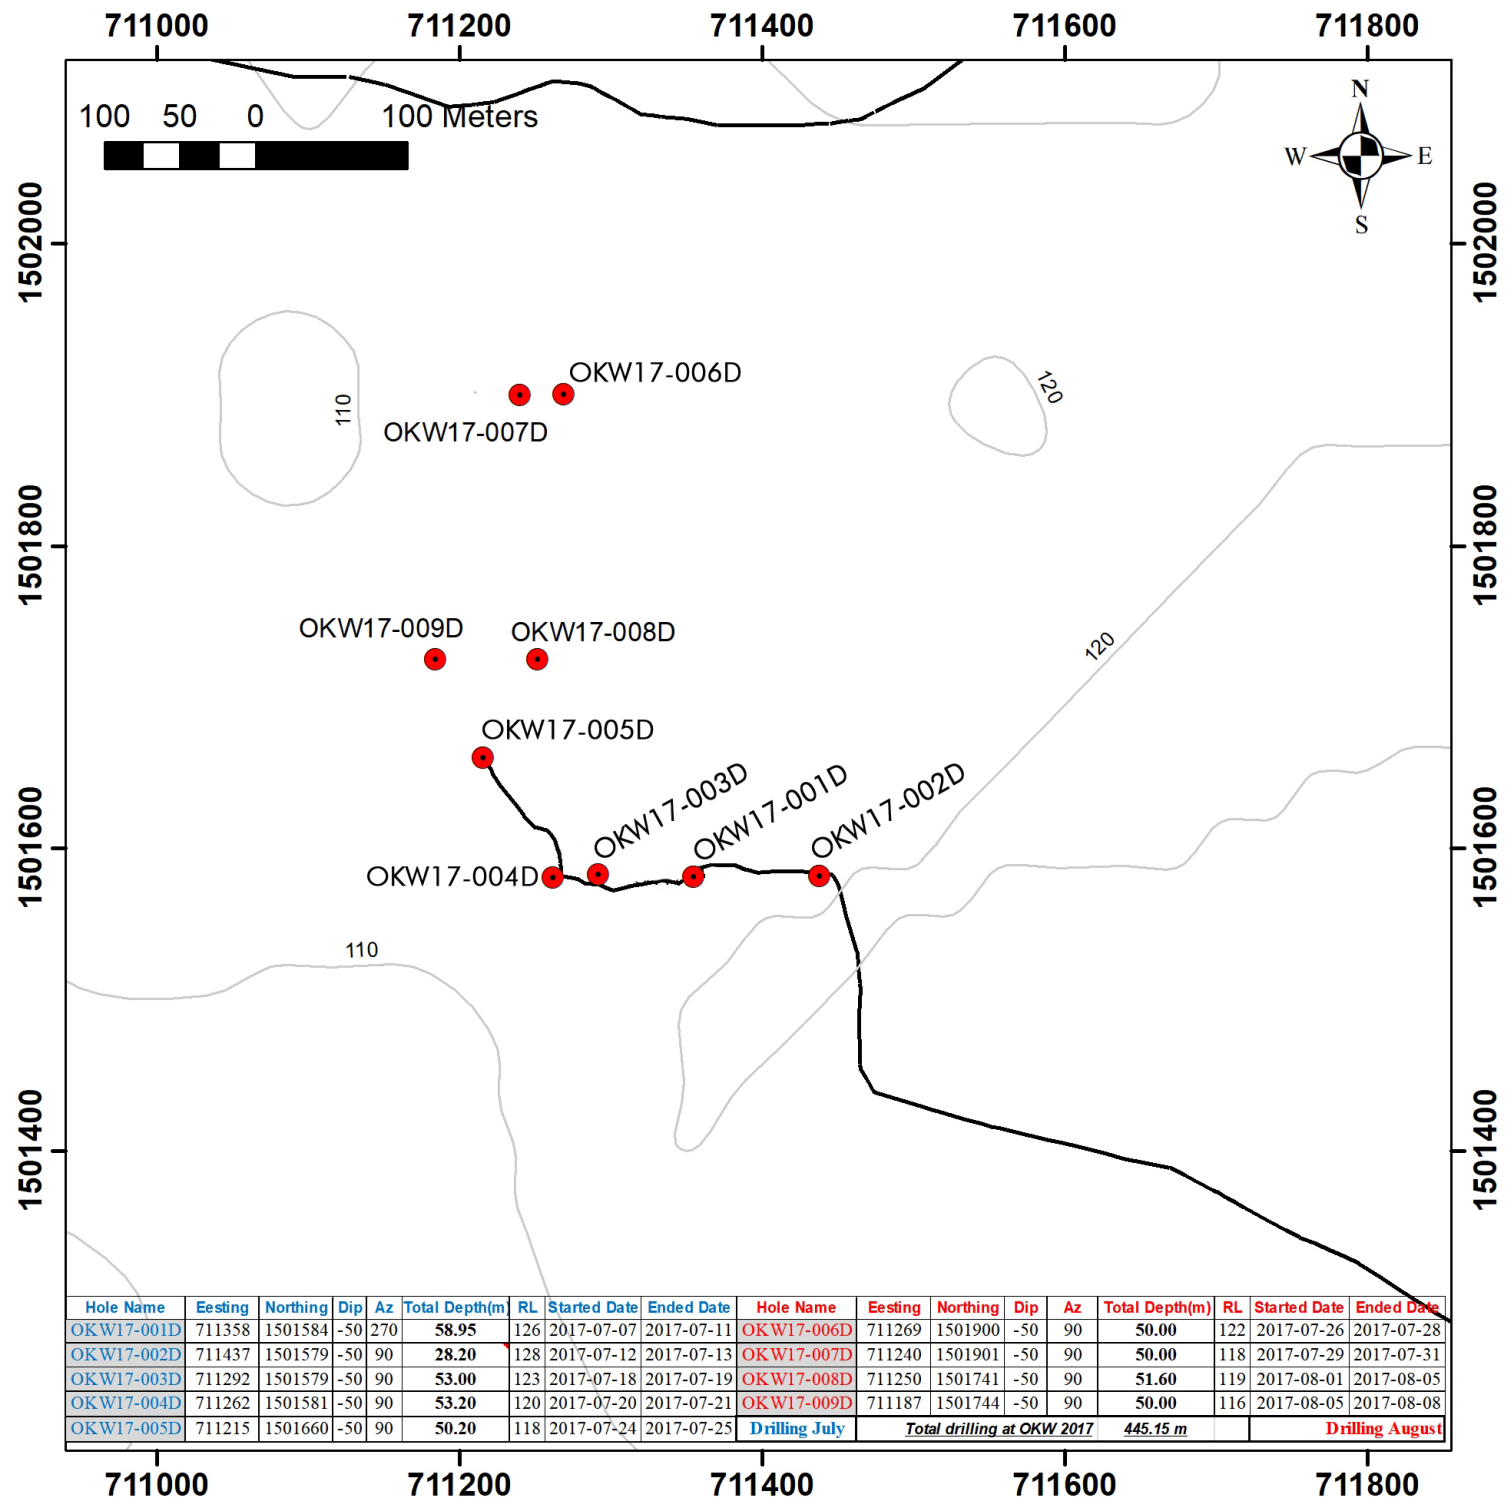 711000 711200 711400 711600 711800
100 50 0 100 Meters
N
W E
S
1502000 1502000
OKW17-006D
120
110
OKW17-007D
1501800 1501800
OKW17-009D OKW17-008D
120
OKW17-005D
OKW17-003D OKW17-001D OKW17-002D
1501600 1501600
OKW17-004D
110
1501400 1501400
Hole Name Eesting Northing Dip Az Total Depth(m) RL Started Date Ended Date Hole Name Eesting Northing Dip Az Total Depth(m) RL Started Date Ended Date
OKW17-001D 711358 1501584 -50 270 58.95 126 2017-07-07 2017-07-11 OKW17-006D 711269 1501900 -50 90 50.00 122 2017-07-26 2017-07-28
OKW17-002D 711437 1501579 -50 90 28.20 128 2017-07-12 2017-07-13 OKW17-007D 711240 1501901 -50 90 50.00 118 2017-07-29 2017-07-31
OKW17-003D 711292 1501579 -50 90 53.00 123 2017-07-18 2017-07-19 OKW17-008D 711250 1501741 -50 90 51.60 119 2017-08-01 2017-08-05
OKW17-004D 711262 1501581 -50 90 53.20 120 2017-07-20 2017-07-21 OKW17-009D 711187 1501744 -50 90 50.00 116 2017-08-05 2017-08-08
OKW17-005D 711215 1501660 -50 90 50.20 118 2017-07-24 2017-07-25 Drilling July Total drilling at OKW 2017 445.15 m Drilling August
711000 711200 711400 711600 711800